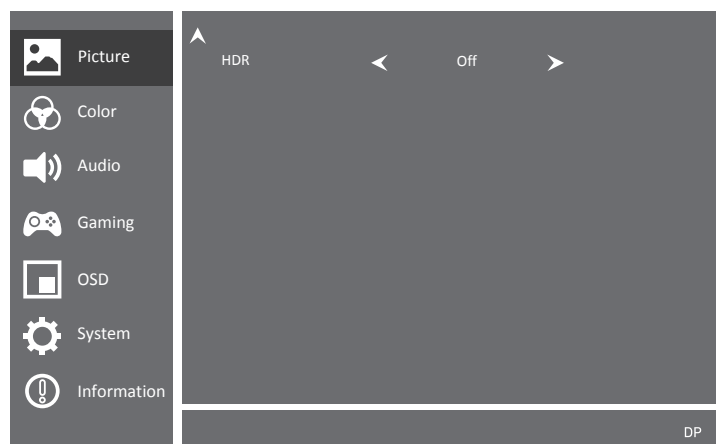 Picture
Color
Audio
Gaming
OSD
System
Information
HDR Off
DP